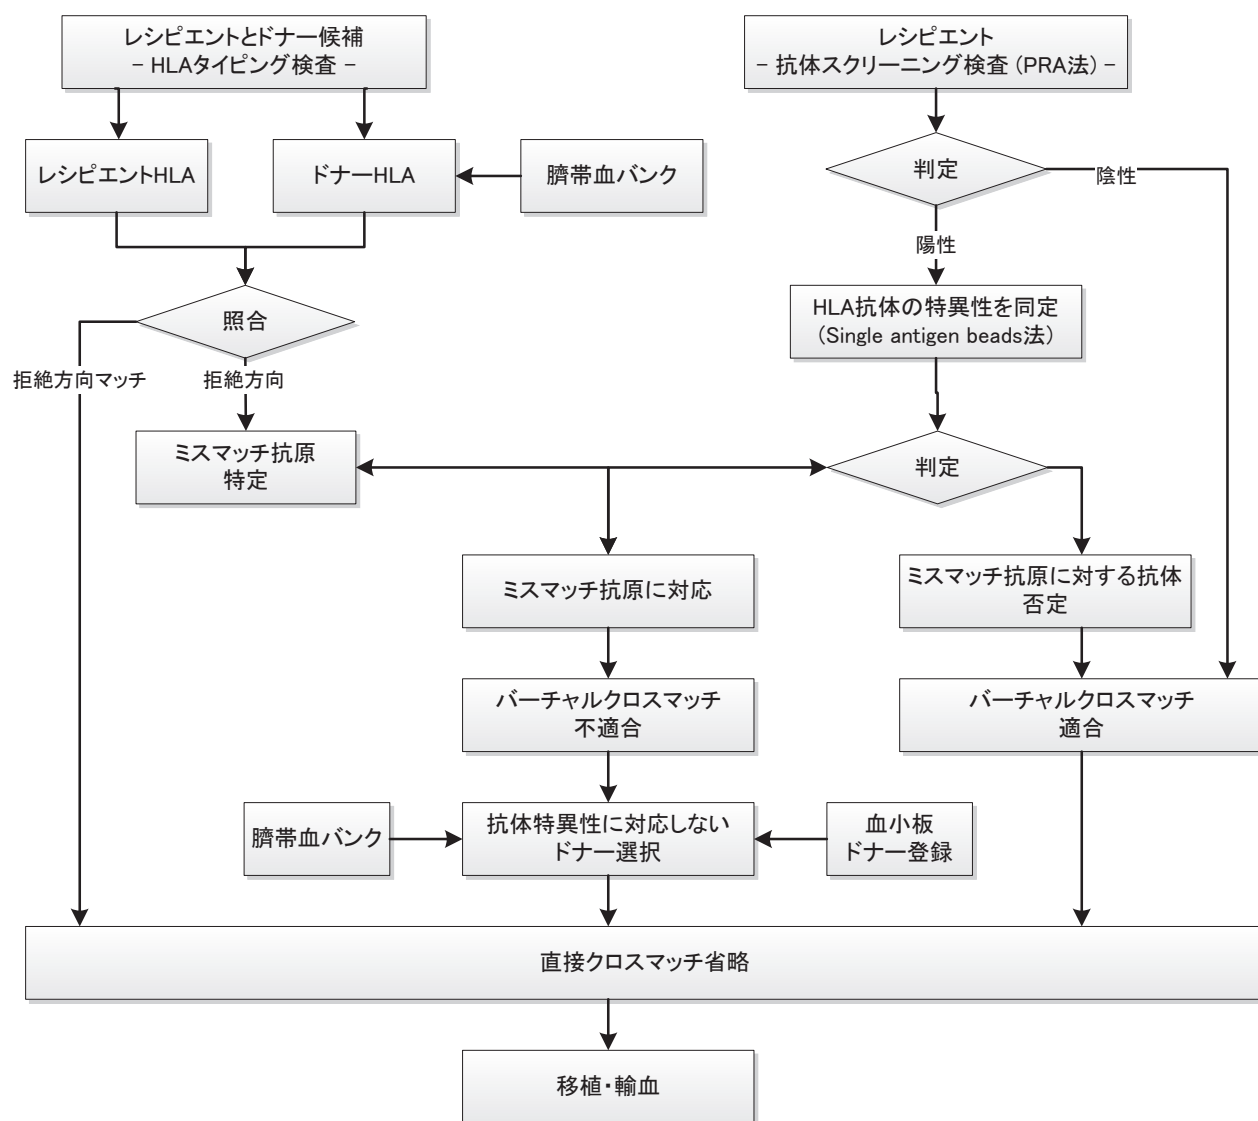 レシピエントとドナー候補
－ HLAタイピング検査 －
レシピエント
－ 抗体スクリーニング検査 (PRA法) －
レシピエントHLA
ドナーHLA
臍帯血バンク
判定
陰性
陽性
照合
HLA抗体の特異性を同定
（Single antigen beads法）
拒絶方向マッチ
拒絶方向
ミスマッチ抗原
特定
判定
ミスマッチ抗原に対応
ミスマッチ抗原に対する抗体
否定
バーチャルクロスマッチ
不適合
バーチャルクロスマッチ
適合
臍帯血バンク
抗体特異性に対応しない
ドナー選択
血小板
ドナー登録
直接クロスマッチ省略
移植・輸血